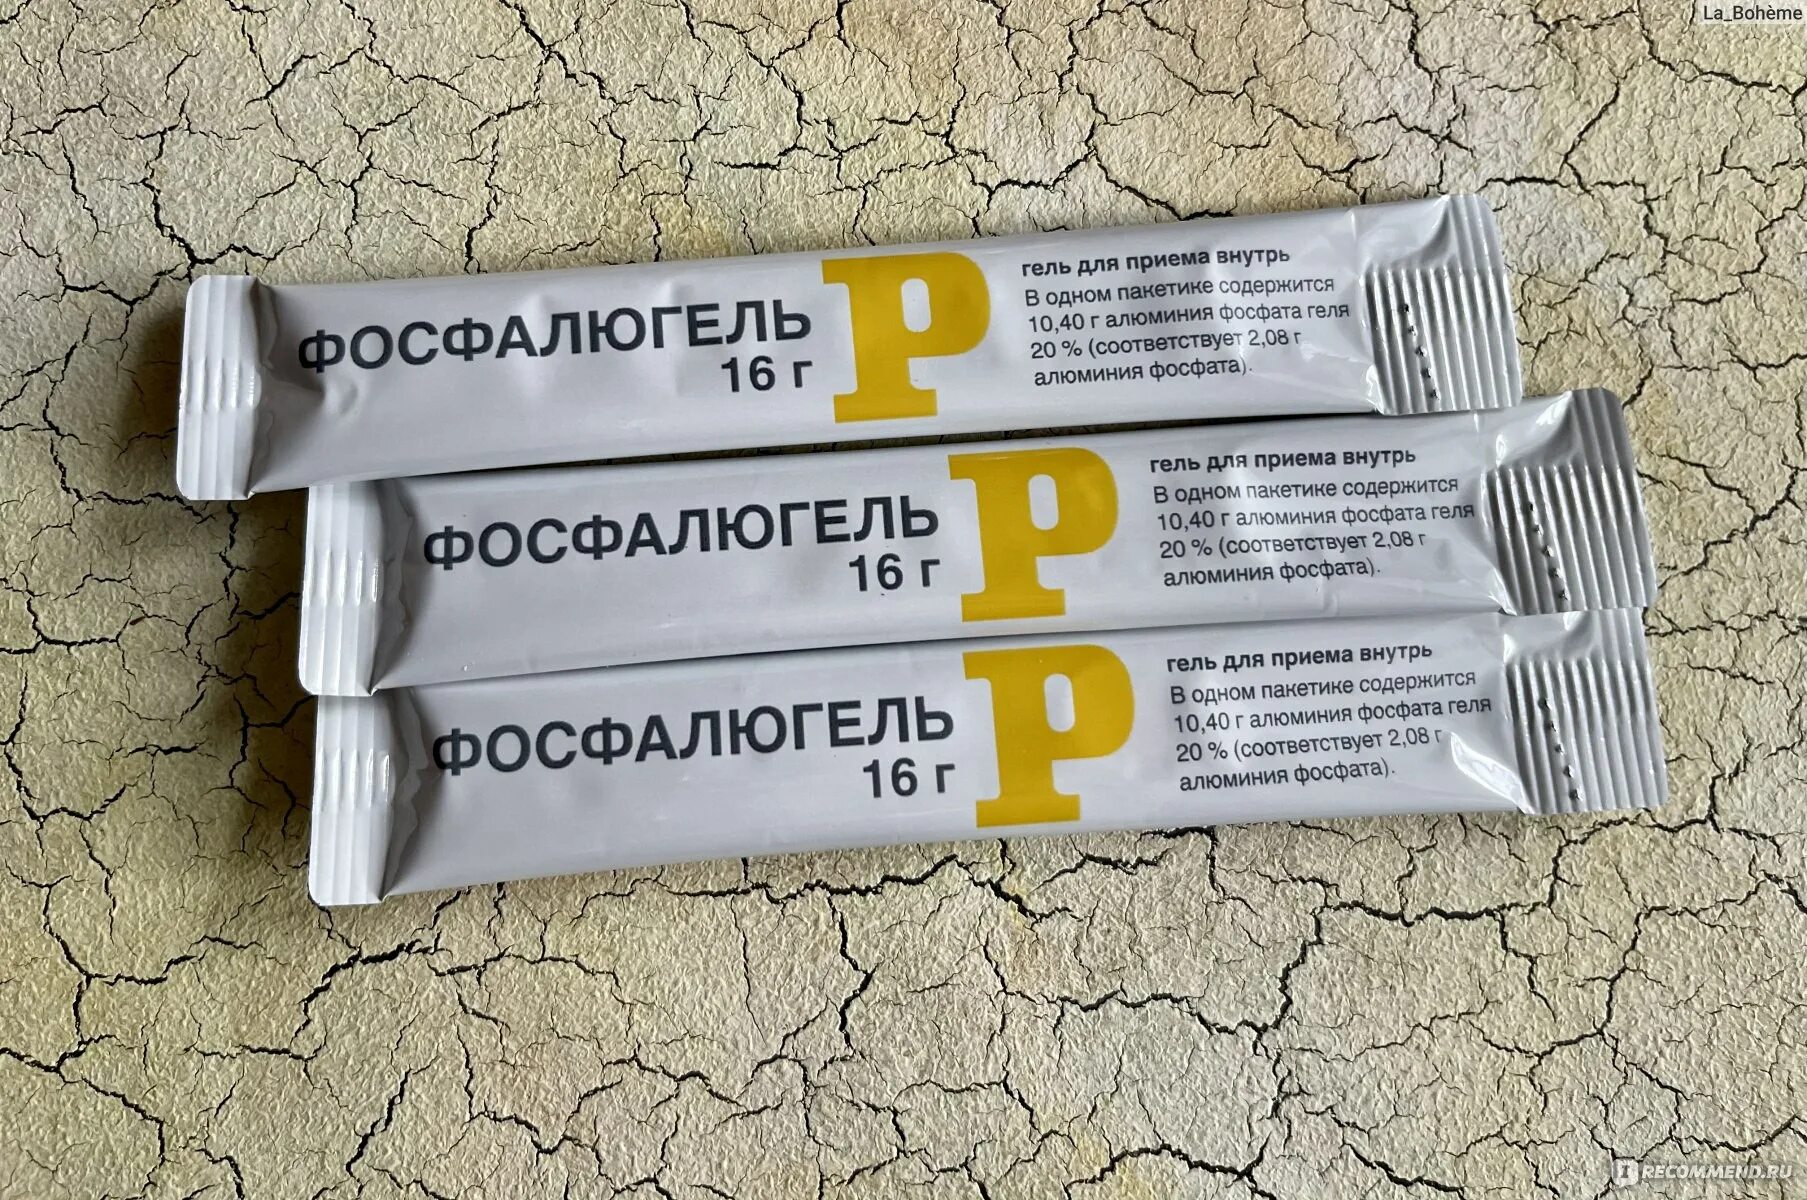 La_Bohème
ФОСФАЛЮГЕЛЬ
16 г
P
гель для приема внутрь
В одном пакетике содержится
10,40 г алюминия фосфата геля
20 % (соответствует 2,08 г
алюминия фосфата).
ФОСФАЛЮГЕЛЬ
16 г
P
гель для приема внутрь
В одном пакетике содержится
10,40 г алюминия фосфата геля
20 % (соответствует 2,08 г
алюминия фосфата).
ФОСФАЛЮГЕЛЬ
16 г
P
гель для приема внутрь
В одном пакетике содержится
10,40 г алюминия фосфата геля
20 % (соответствует 2,08 г
алюминия фосфата).
IRECOMMEND.RU